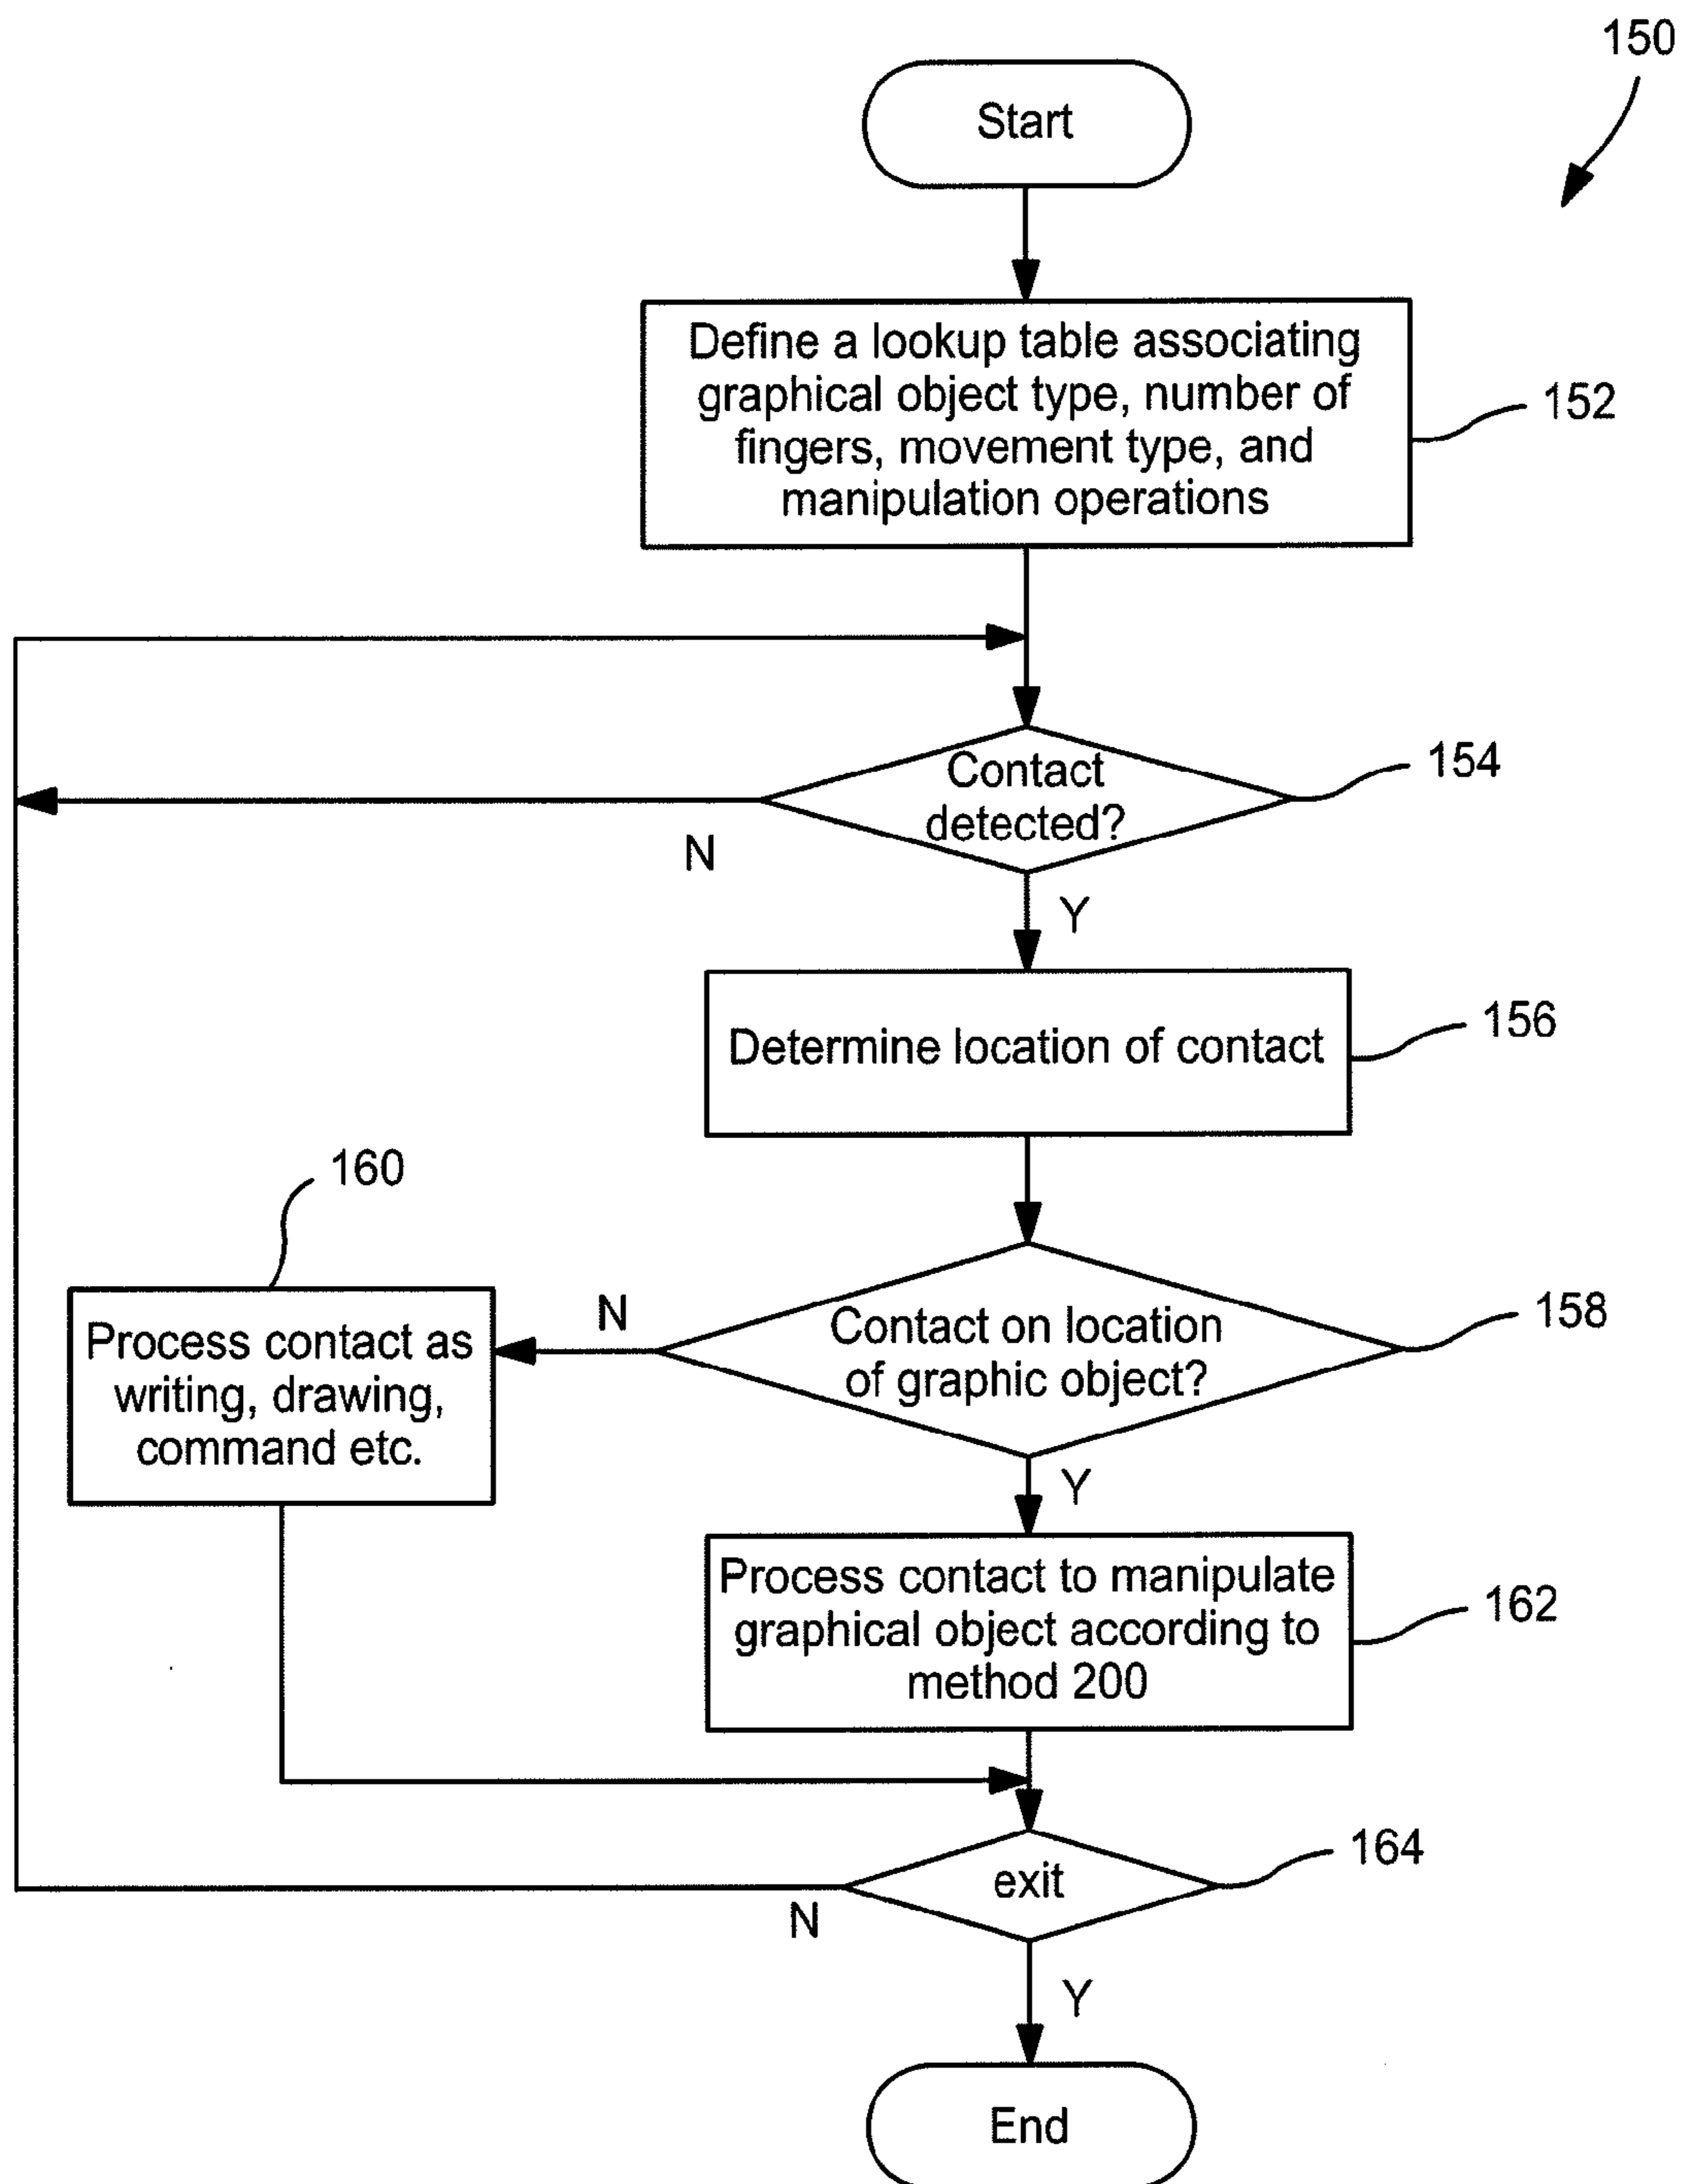 150
Start
Define a lookup table associating
graphical object type, number of
fingers, movement type, and
manipulation operations
152
Contact
detected?
154
N
Y
Determine location of contact
156
160
Process contact as
writing, drawing,
command etc.
N
Contact on location
of graphic object?
158
Y
Process contact to manipulate
graphical object according to
method 200
162
exit
164
N
Y
End